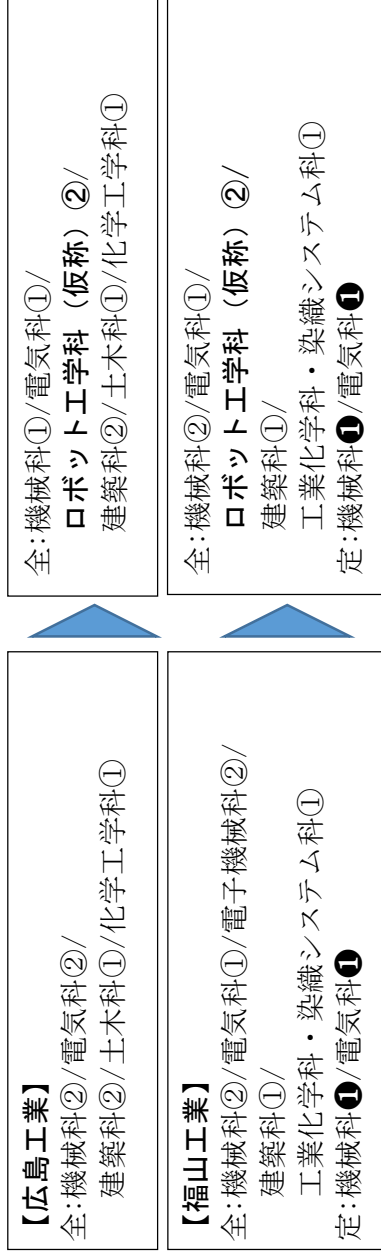 【広島工業】
全：機械科②/電気科②/
建築科②/土木科①/化学工学科①
全：機械科①/電気科①/
ロボット工学科（仮称）②/
建築科②/土木科①/化学工学科①
【福山工業】
全：機械科②/電気科①/電子機械科②/
建築科①/
工業化学科・染織システム科①
定：機械科❶/電気科❶
全：機械科②/電気科①/
ロボット工学科（仮称）②/
建築科①/
工業化学科・染織システム科①
定：機械科❶/電気科❶